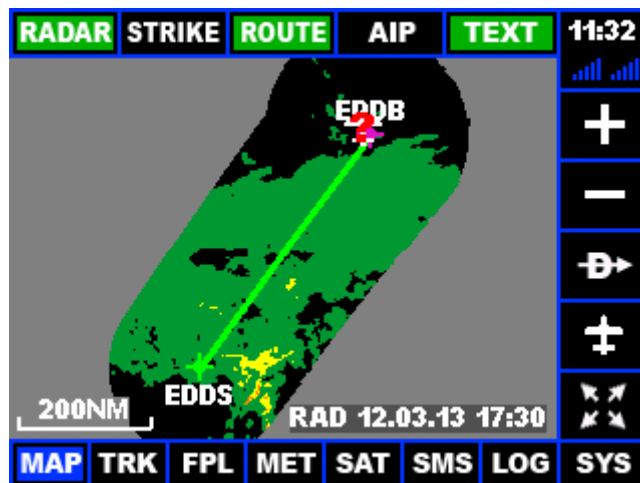 RADAR STRIKE ROUTE AIP TEXT 11:32
EDDB
?
EDDS
200NM
RAD 12.03.13 17:30
MAP TRK FPL MET SAT SMS LOG SYS